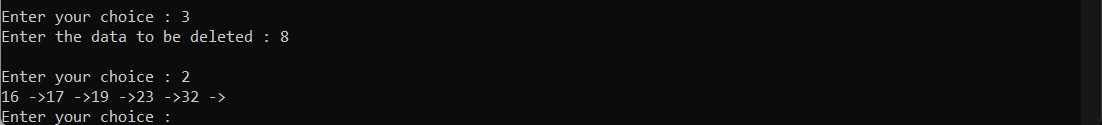 Enter your choice : 3
Enter the data to be deleted : 8
Enter your choice : 2
16 ->17 ->19 ->23 ->32 ->
Enter your choice :